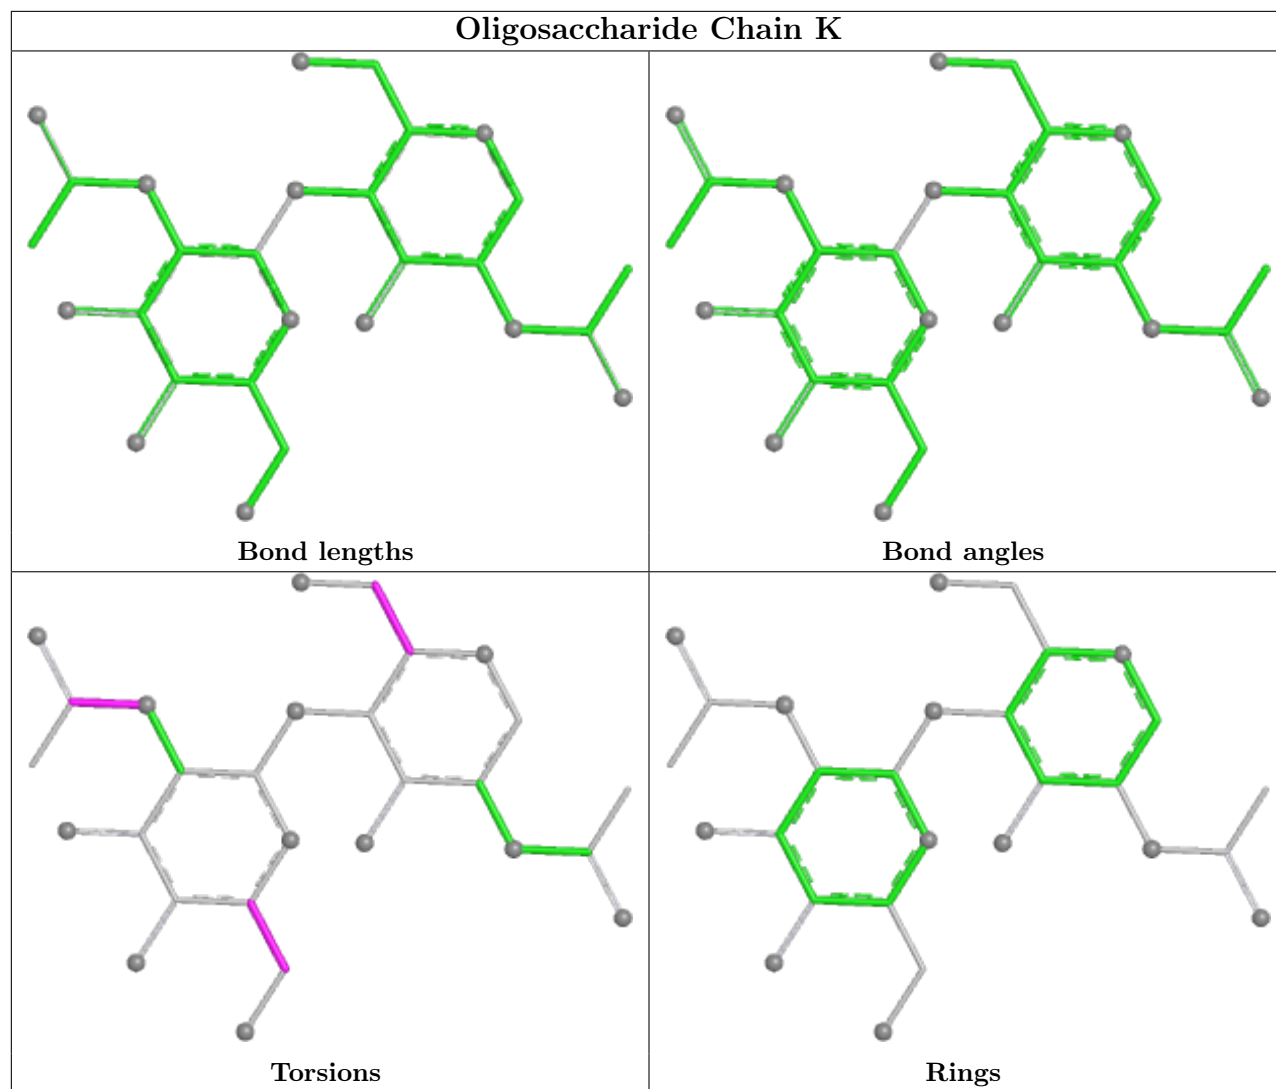 Oligosaccharide Chain K
Bond lengths
Bond angles
Torsions
Rings